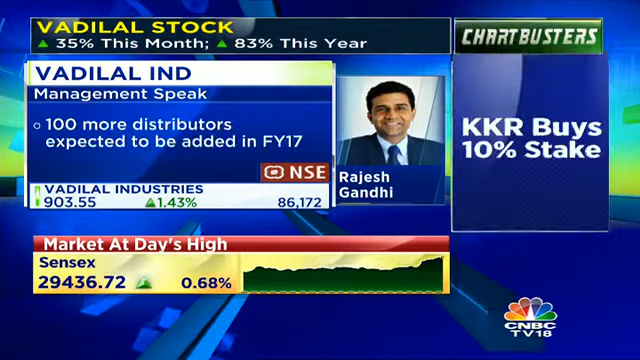 VADILAL STOCK
▲ 35% This Month; ▲ 83% This Year
CHARTBUSTERS
VADILAL IND
Management Speak
○ 100 more distributors
expected to be added in FY17
NSE
VADILAL INDUSTRIES
903.55 ▲1.43% 86,172
Rajesh
Gandhi
KKR Buys
10% Stake
Market At Day's High
Sensex
29436.72 ▲ 0.68%
CNBC
TV18